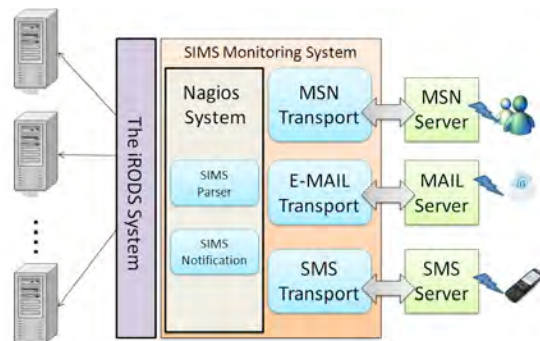 The iRODS System
SIMS Monitoring System
Nagios
System
SIMS
Parser
SIMS
Notification
MSN
Transport
E-MAIL
Transport
SMS
Transport
MSN
Server
MAIL
Server
SMS
Server